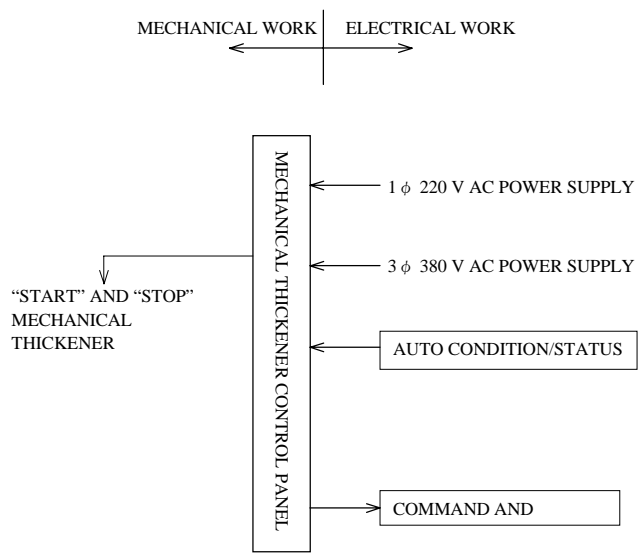 MECHANICAL WORK
ELECTRICAL WORK
MECHANICAL THICKENER CONTROL PANEL
1 φ 220 V AC POWER SUPPLY
3 φ 380 V AC POWER SUPPLY
“START” AND “STOP”
MECHANICAL
THICKENER
AUTO CONDITION/STATUS
COMMAND AND